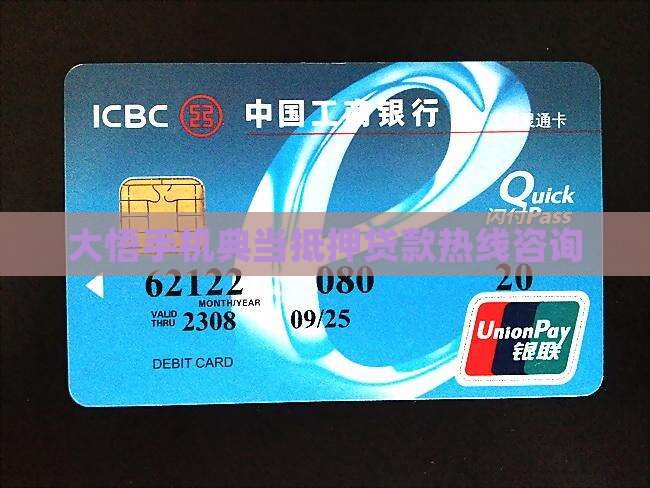 ICBC 中国工商银行
通卡
Quick
闪付Pass
大悟手机典当抵押贷款热线咨询
62122 080 20
MONTH/YEAR
VALID THRU 2308 09/25
UnionPay
银联
DEBIT CARD